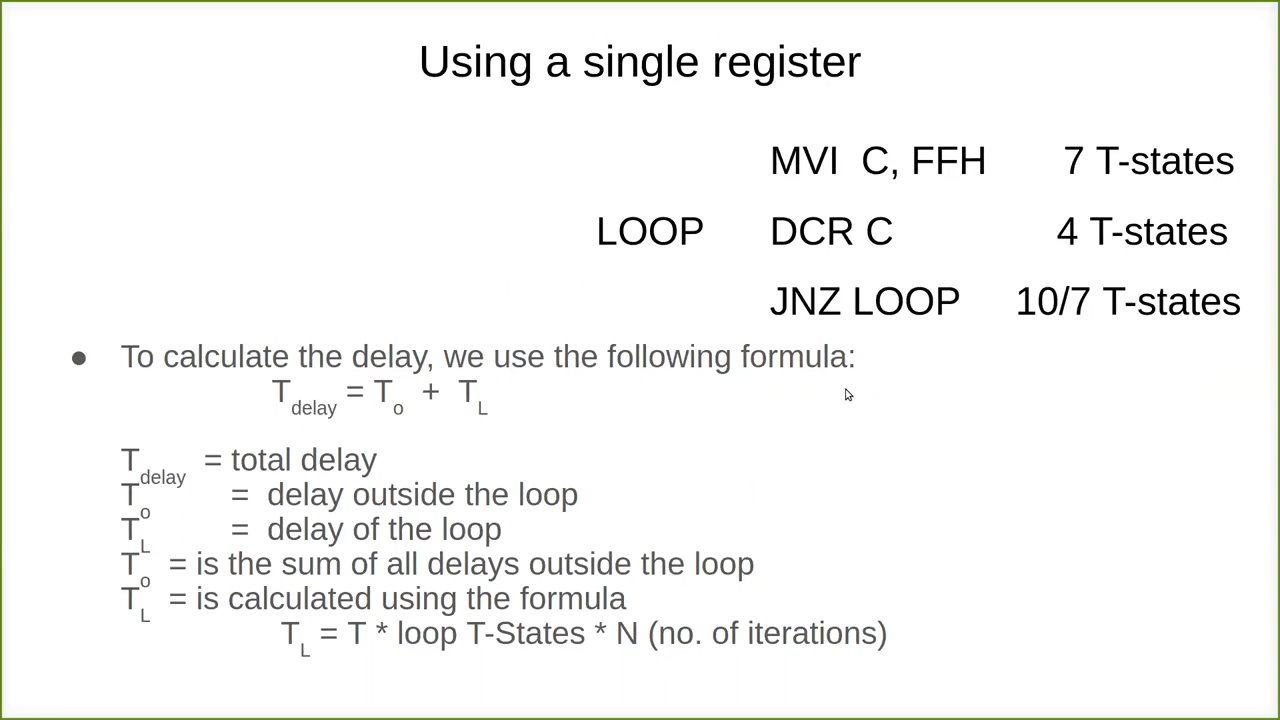 Using a single register
MVI C, FFH 7 T-states
LOOP DCR C 4 T-states
JNZ LOOP 10/7 T-states
● To calculate the delay, we use the following formula:
Tdelay = To + TL
Tdelay = total delay
To = delay outside the loop
TL = delay of the loop
To = is the sum of all delays outside the loop
TL = is calculated using the formula
TL = T * loop T-States * N (no. of iterations)